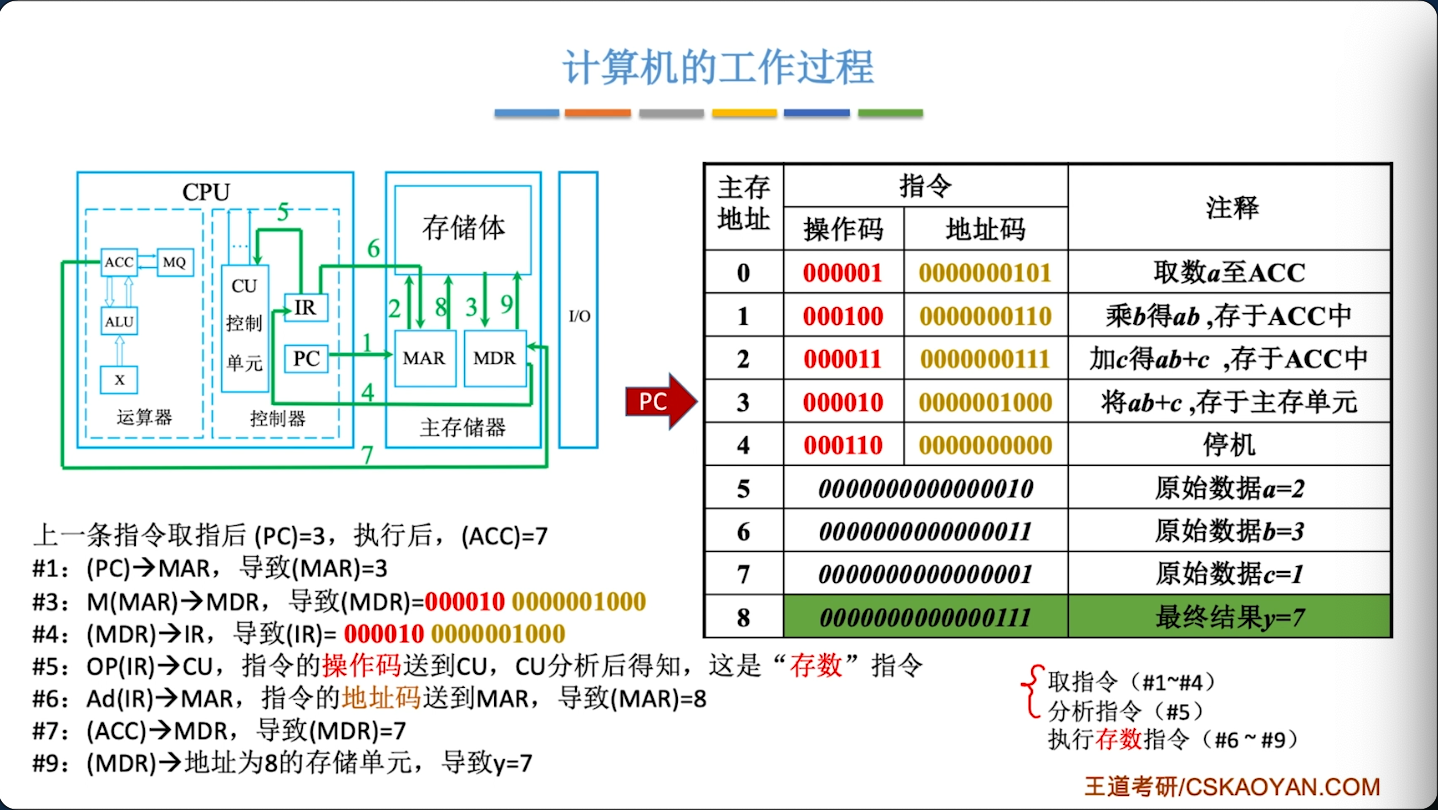 计算机的工作过程
CPU
ACC
MQ
ALU
X
运算器
…
CU
控制
单元
IR
PC
控制器
存储体
MAR
MDR
主存储器
I/O
5
6
2
8
3
9
1
4
7
PC
主存地址 指令 注释
操作码 地址码
0 000001 0000000101 取数a至ACC
1 000100 0000000110 乘b得ab ,存于ACC中
2 000011 0000000111 加c得ab+c ,存于ACC中
3 000010 0000001000 将ab+c ,存于主存单元
4 000110 0000000000 停机
5 0000000000000010 原始数据a=2
6 0000000000000011 原始数据b=3
7 0000000000000001 原始数据c=1
8 0000000000000111 最终结果y=7
上一条指令取指后 (PC)=3，执行后，(ACC)=7
#1：(PC)→MAR，导致(MAR)=3
#3：M(MAR)→MDR，导致(MDR)=000010 0000001000
#4：(MDR)→IR，导致(IR)= 000010 0000001000
#5：OP(IR)→CU，指令的操作码送到CU，CU分析后得知，这是“存数”指令
#6：Ad(IR)→MAR，指令的地址码送到MAR，导致(MAR)=8
#7：(ACC)→MDR，导致(MDR)=7
#9：(MDR)→地址为8的存储单元，导致y=7
取指令（#1~#4）
分析指令（#5）
执行存数指令（#6 ~ #9）
王道考研/CSKAOYAN.COM